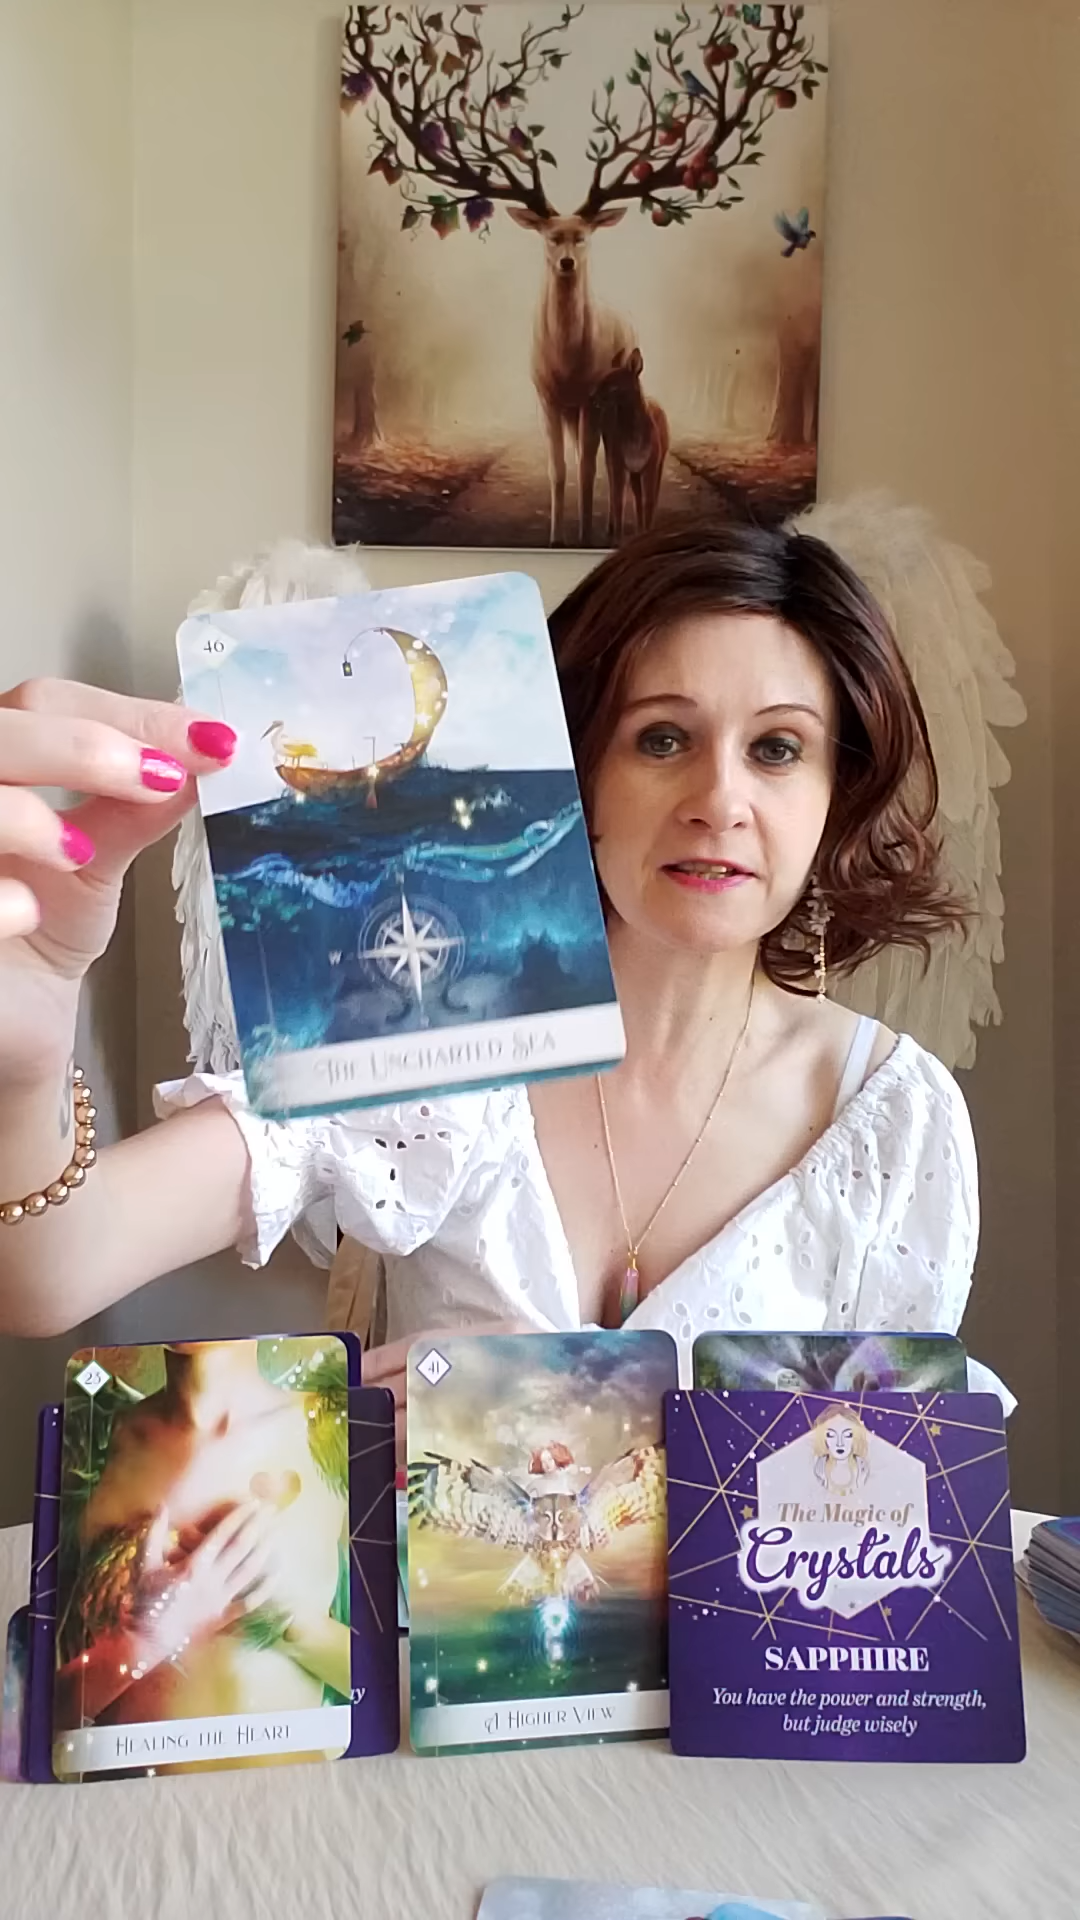 46
W
THE UNCHARTED SEA
23
HEALING THE HEART
ay
41
A HIGHER VIEW
The Magic of
Crystals
SAPPHIRE
You have the power and strength,
but judge wisely